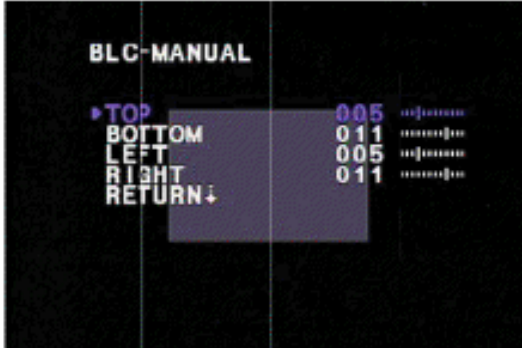 BLC-MANUAL
TOP 005
BOTTOM 011
LEFT 005
RIGHT 011
RETURN